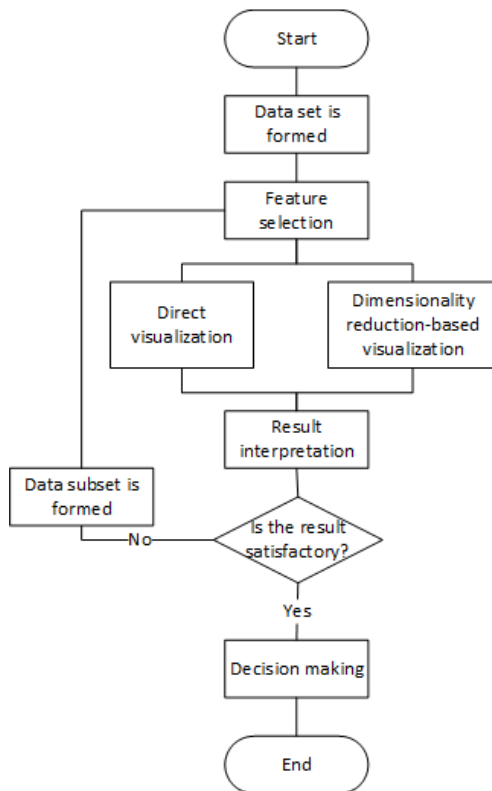 Start
Data set is
formed
Feature
selection
Direct
visualization
Dimensionality
reduction-based
visualization
Result
interpretation
Data subset is
formed
Is the result
satisfactory?
No
Yes
Decision making
End